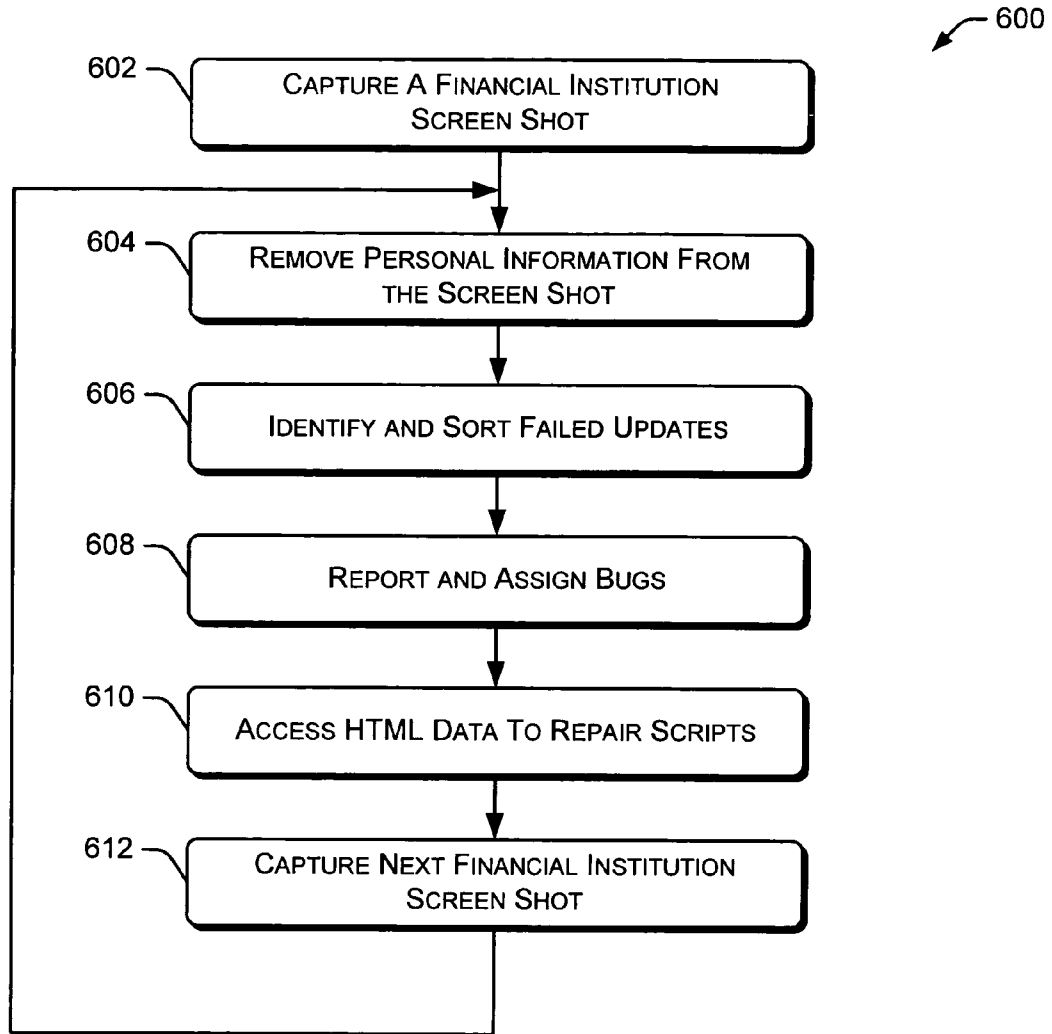 600
602
CAPTURE A FINANCIAL INSTITUTION
SCREEN SHOT
604
REMOVE PERSONAL INFORMATION FROM
THE SCREEN SHOT
606
IDENTIFY AND SORT FAILED UPDATES
608
REPORT AND ASSIGN BUGS
610
ACCESS HTML DATA TO REPAIR SCRIPTS
612
CAPTURE NEXT FINANCIAL INSTITUTION
SCREEN SHOT